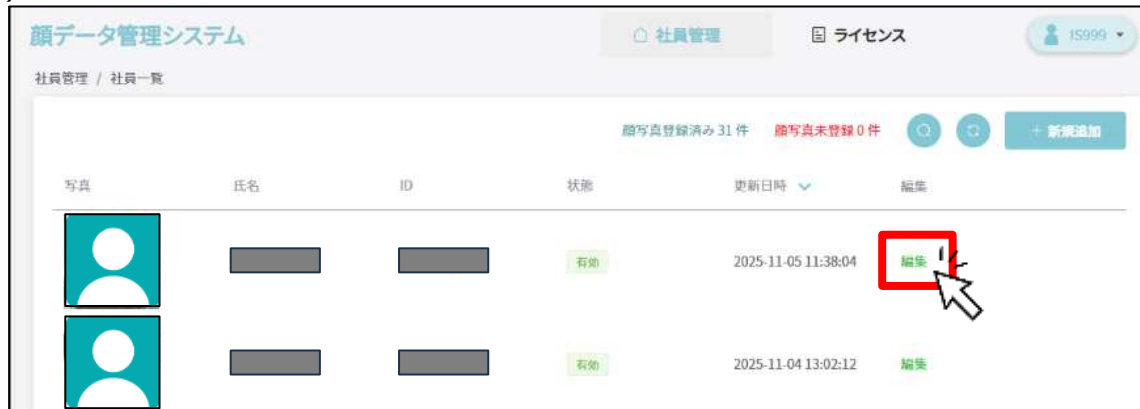 顔データ管理システム 社員管理 ライセンス IS999
社員管理 / 社員一覧
顔写真登録済み 31 件 顔写真未登録 0 件 + 新規追加
写真 氏名 ID 状態 更新日時 編集
有効 2025-11-05 11:38:04 編集
有効 2025-11-04 13:02:12 編集